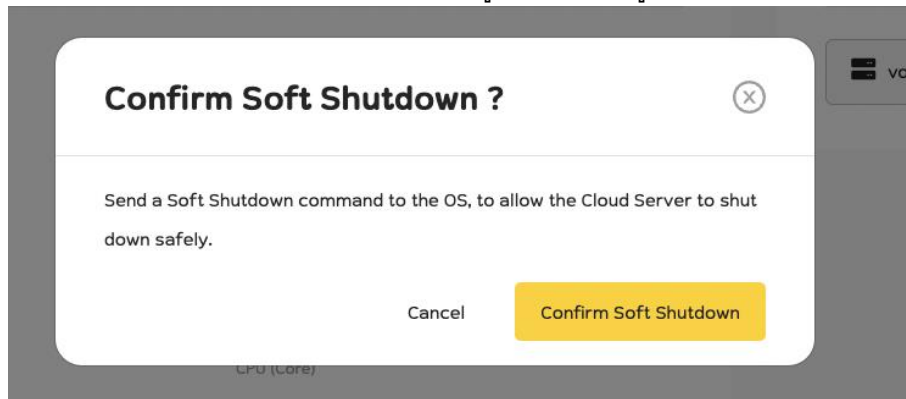 Confirm Soft Shutdown ?
Send a Soft Shutdown command to the OS, to allow the Cloud Server to shut
down safely.
Cancel
Confirm Soft Shutdown
CPU (Core)